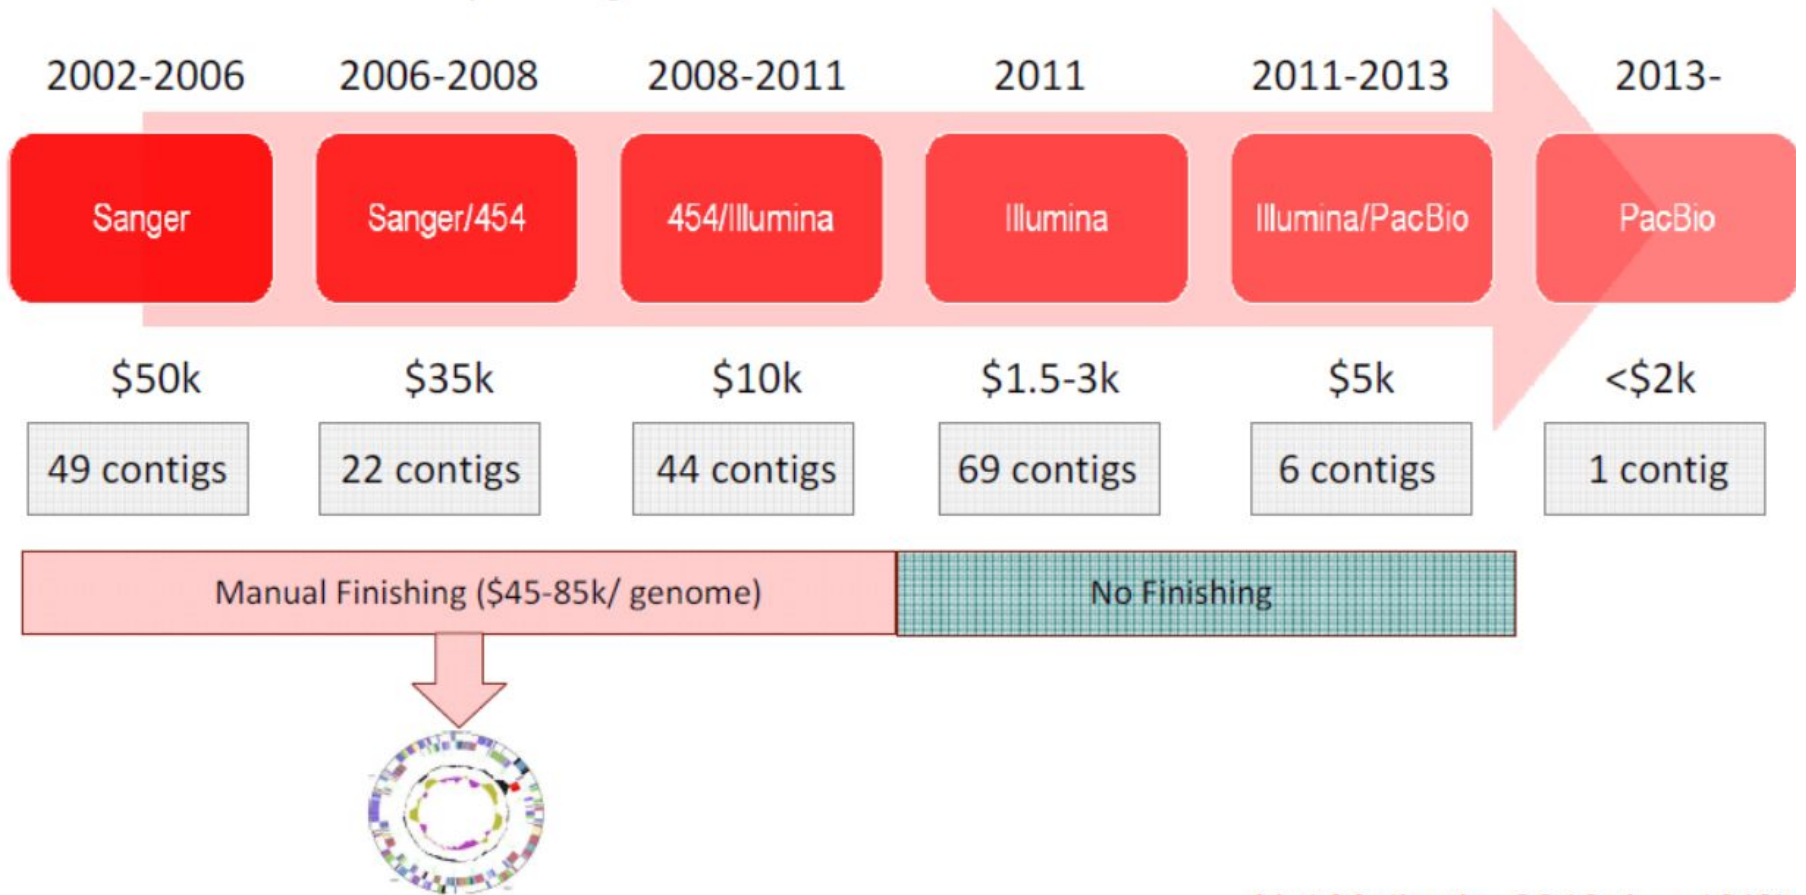 2002-2006 2006-2008 2008-2011 2011 2011-2013 2013-
Sanger Sanger/454 454/Illumina Illumina Illumina/PacBio PacBio
$50k $35k $10k $1.5-3k $5k <$2k
49 contigs 22 contigs 44 contigs 69 contigs 6 contigs 1 contig
Manual Finishing ($45-85k/ genome) No Finishing